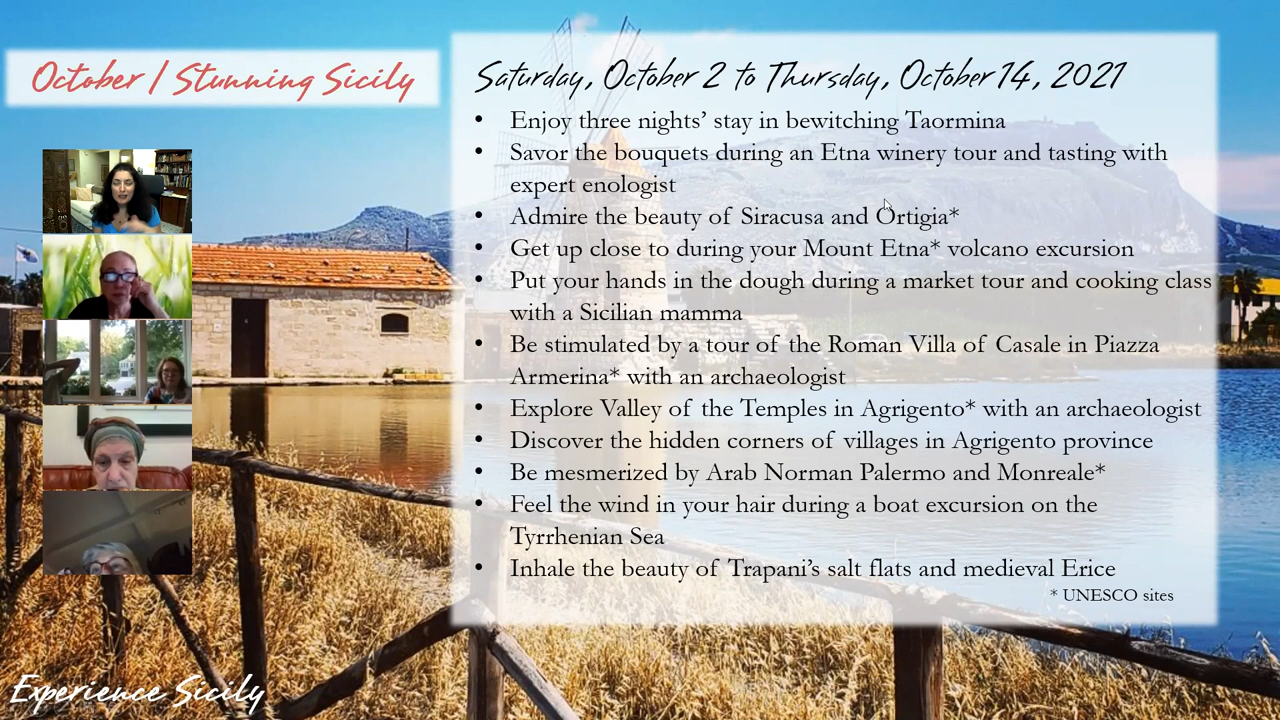 October / Stunning Sicily
Saturday, October 2 to Thursday, October 14, 2021
• Enjoy three nights’ stay in bewitching Taormina
• Savor the bouquets during an Etna winery tour and tasting with
expert enologist
• Admire the beauty of Siracusa and Ortigia*
• Get up close to during your Mount Etna* volcano excursion
• Put your hands in the dough during a market tour and cooking class
with a Sicilian mamma
• Be stimulated by a tour of the Roman Villa of Casale in Piazza
Armerina* with an archaeologist
• Explore Valley of the Temples in Agrigento* with an archaeologist
• Discover the hidden corners of villages in Agrigento province
• Be mesmerized by Arab Norman Palermo and Monreale*
• Feel the wind in your hair during a boat excursion on the
Tyrrhenian Sea
• Inhale the beauty of Trapani’s salt flats and medieval Erice
* UNESCO sites
Experience Sicily